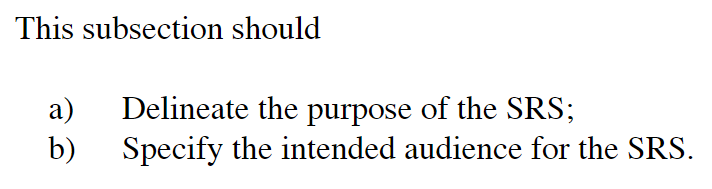 This subsection should
a) Delineate the purpose of the SRS;
b) Specify the intended audience for the SRS.